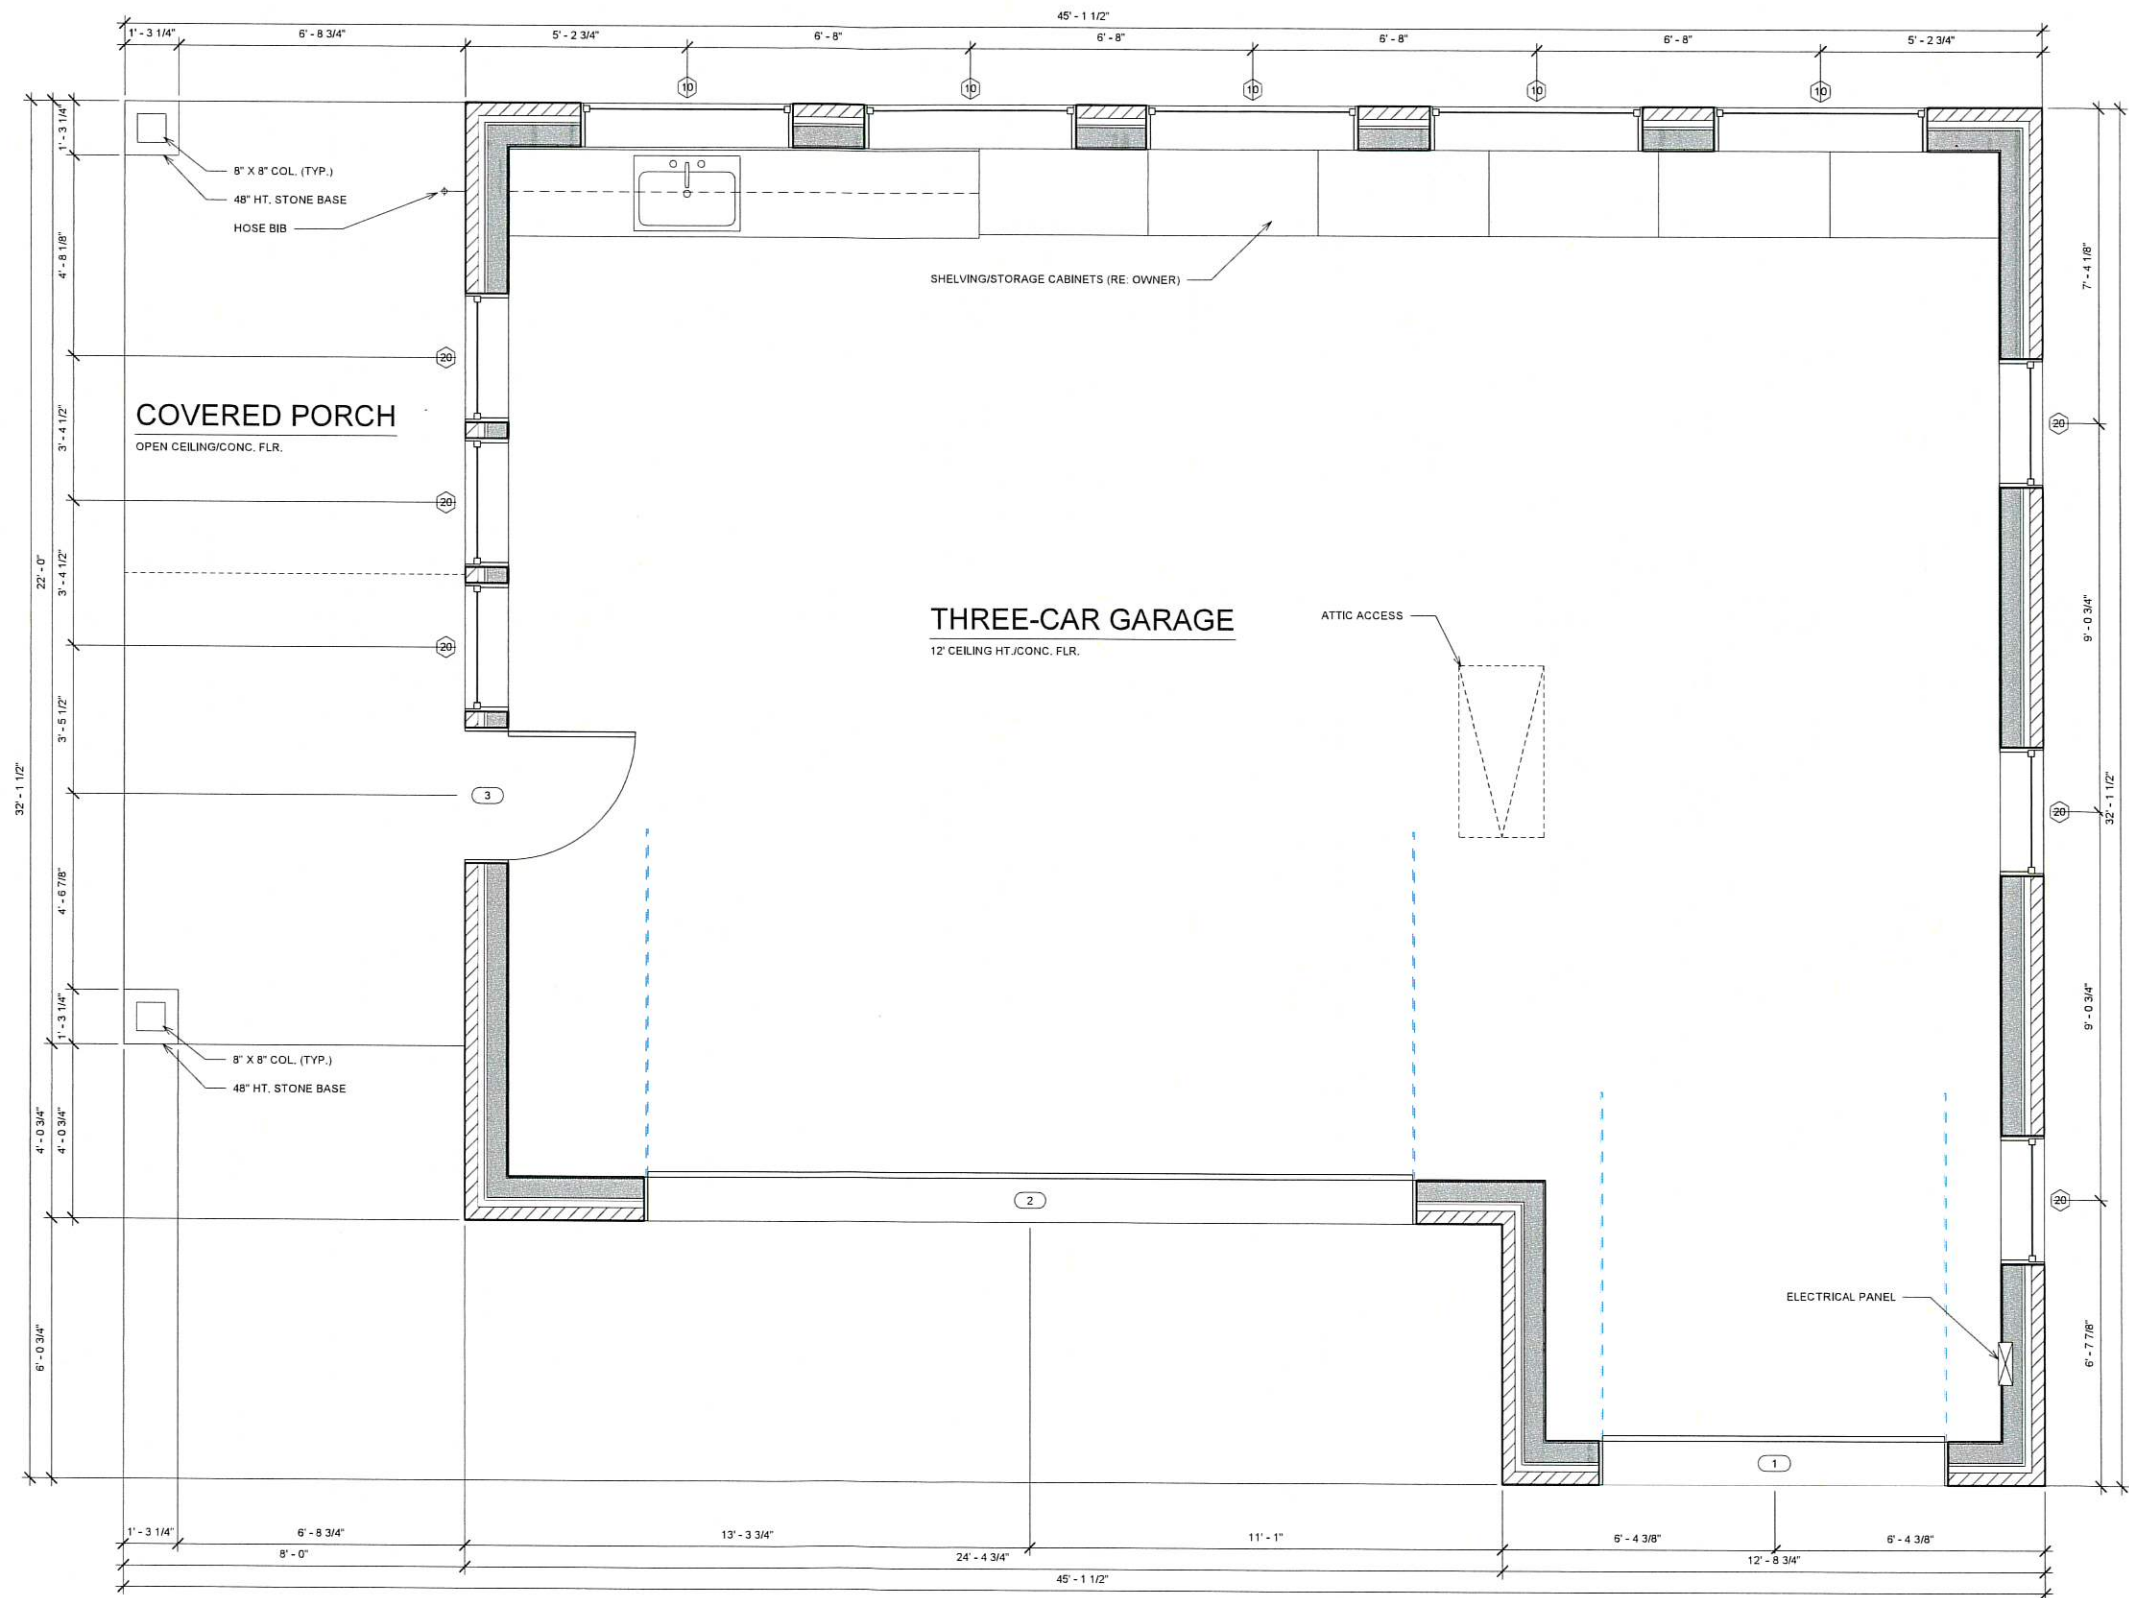 45' - 1 1/2"
1' - 3 1/4"
6' - 8 3/4"
5' - 2 3/4"
6' - 8"
6' - 8"
6' - 8"
6' - 8"
5' - 2 3/4"
10
10
10
10
10
1' - 3 1/4"
8" X 8" COL. (TYP.)
48" HT. STONE BASE
HOSE BIB
4' - 8 1/8"
7' - 4 1/8"
SHELVING/STORAGE CABINETS (RE: OWNER)
20
COVERED PORCH
OPEN CEILING/CONC. FLR.
3' - 4 1/2"
20
20
22' - 0"
3' - 4 1/2"
THREE-CAR GARAGE
12' CEILING HT./CONC. FLR.
ATTIC ACCESS
9' - 0 3/4"
20
3' - 5 1/2"
32' - 1 1/2"
3
20
32' - 1 1/2"
4' - 6 7/8"
1' - 3 1/4"
9' - 0 3/4"
8" X 8" COL. (TYP.)
48" HT. STONE BASE
4' - 0 3/4"
4' - 0 3/4"
2
20
ELECTRICAL PANEL
6' - 0 3/4"
6' - 7 7/8"
1
1' - 3 1/4"
6' - 8 3/4"
13' - 3 3/4"
11' - 1"
6' - 4 3/8"
6' - 4 3/8"
8' - 0"
24' - 4 3/4"
12' - 8 3/4"
45' - 1 1/2"